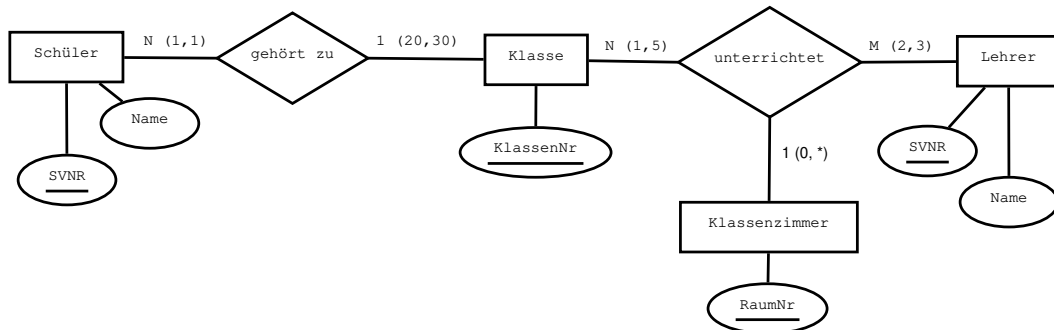 Schüler
N (1,1)
gehört zu
1 (20,30)
Klasse
N (1,5)
unterrichtet
M (2,3)
Lehrer
Name
SVNR
KlassenNr
1 (0, *)
SVNR
Name
Klassenzimmer
RaumNr